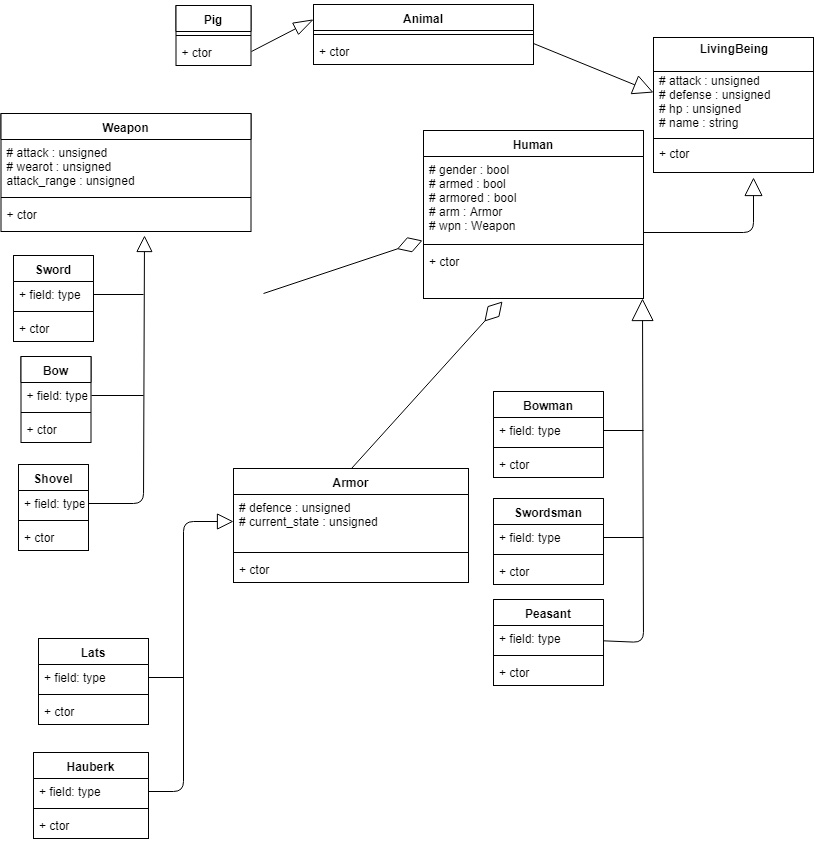 Pig
+ ctor
Animal
+ ctor
LivingBeing
# attack : unsigned
# defense : unsigned
# hp : unsigned
# name : string
+ ctor
Weapon
# attack : unsigned
# wearot : unsigned
attack_range : unsigned
+ ctor
Human
# gender : bool
# armed : bool
# armored : bool
# arm : Armor
# wpn : Weapon
+ ctor
Sword
+ field: type
+ ctor
Bow
+ field: type
+ ctor
Shovel
+ field: type
+ ctor
Armor
# defence : unsigned
# current_state : unsigned
+ ctor
Bowman
+ field: type
+ ctor
Swordsman
+ field: type
+ ctor
Peasant
+ field: type
+ ctor
Lats
+ field: type
+ ctor
Hauberk
+ field: type
+ ctor